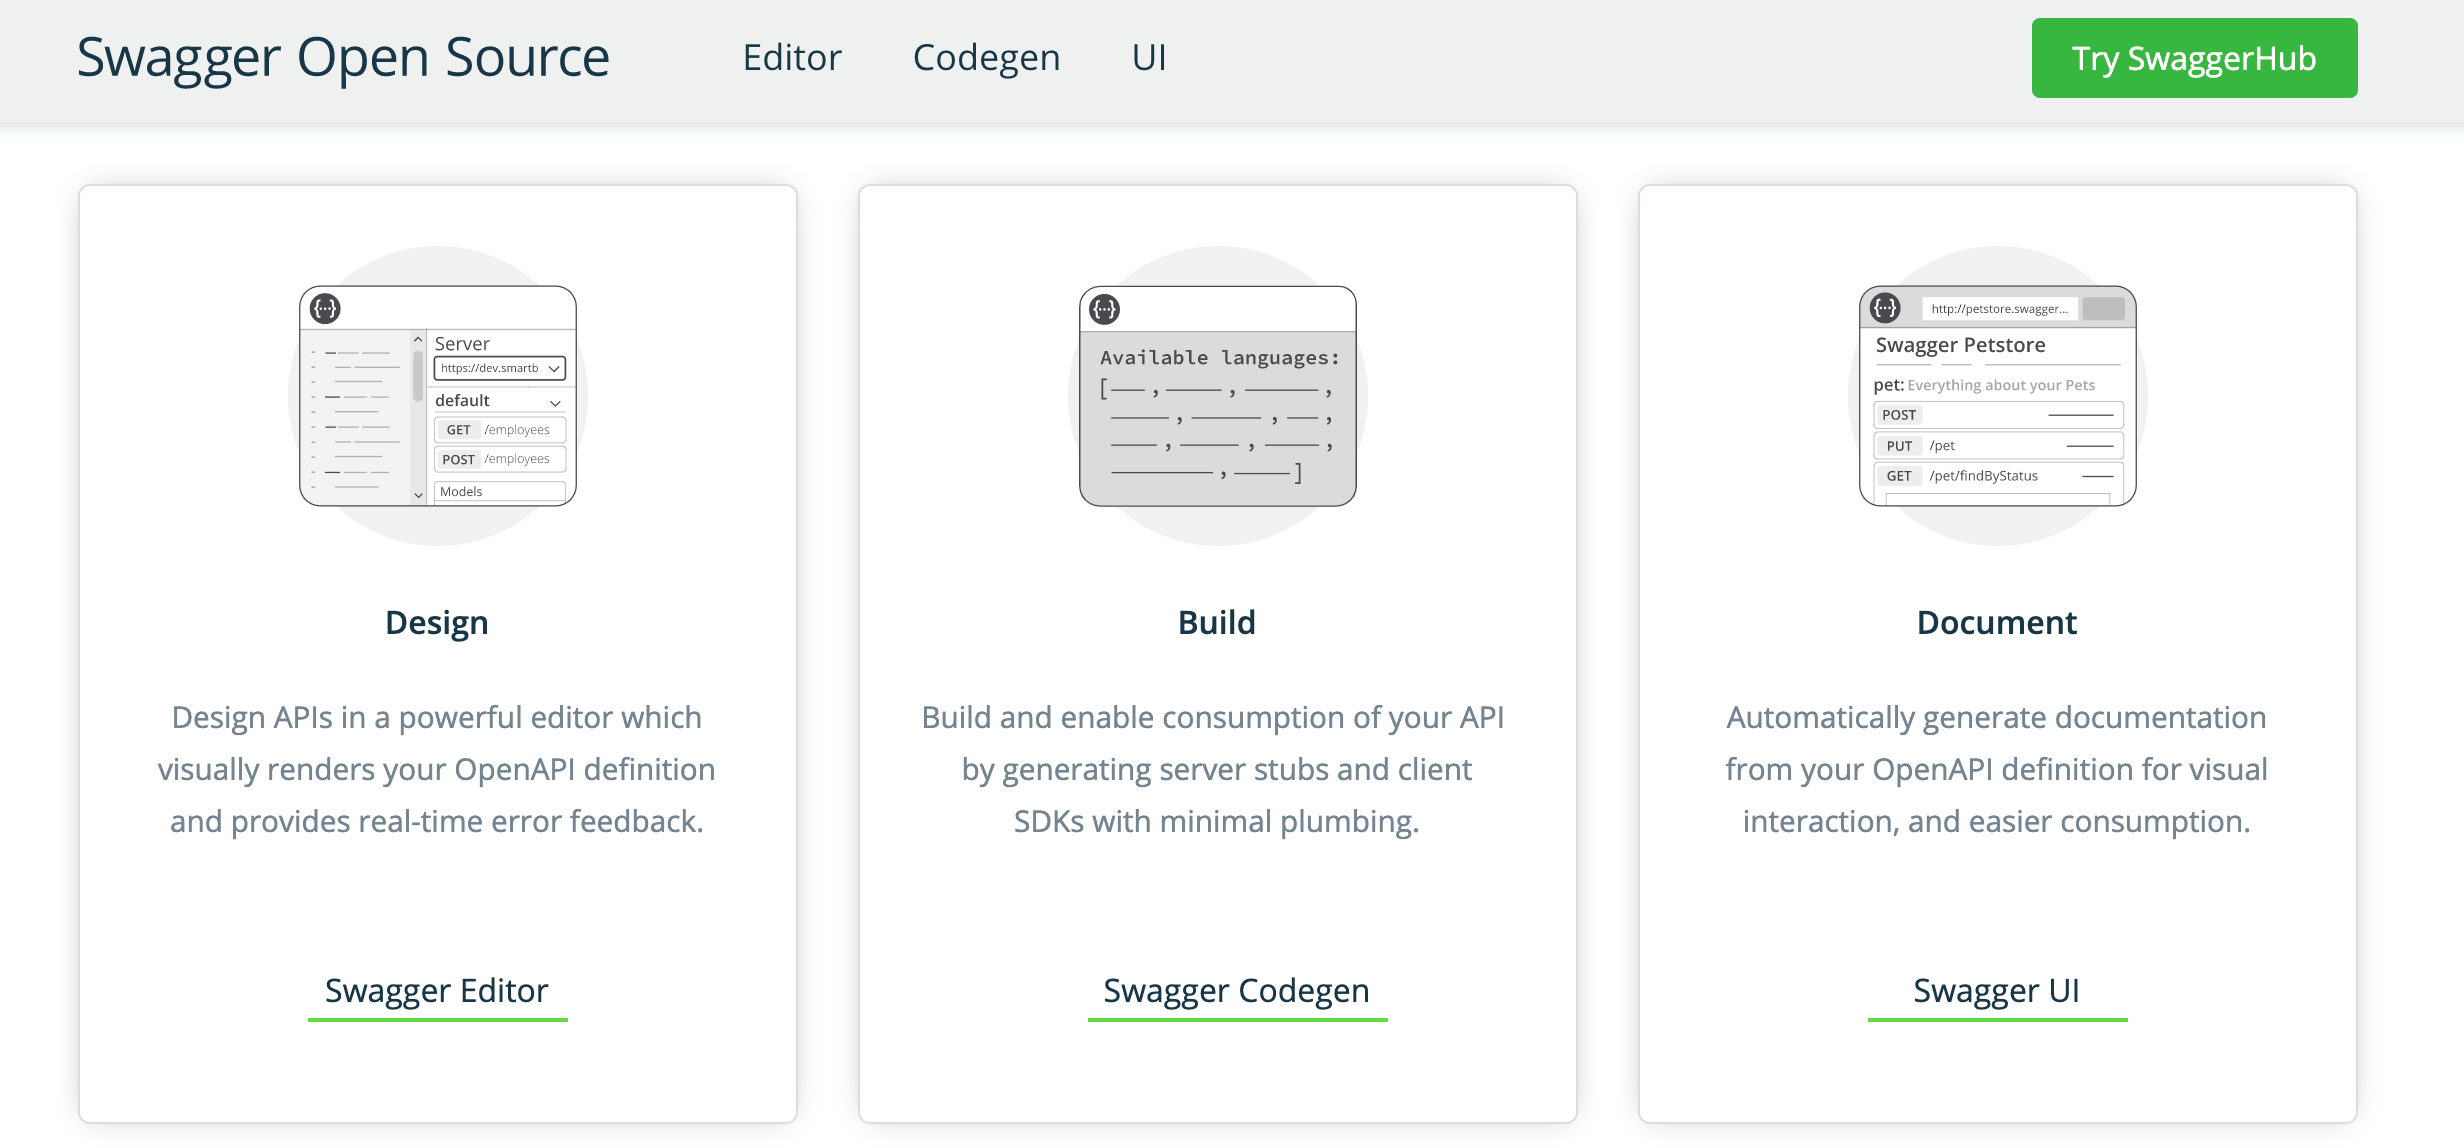 Swagger Open Source
Editor
Codegen
UI
Try SwaggerHub
{...}
Server
https://dev.smartb
default
GET /employees
POST /employees
Models
Design
Design APIs in a powerful editor which
visually renders your OpenAPI definition
and provides real-time error feedback.
Swagger Editor
{...}
Available languages:
[ , , ,
, , ,
, , ,
, ]
Build
Build and enable consumption of your API
by generating server stubs and client
SDKs with minimal plumbing.
Swagger Codegen
{...}
http://petstore.swagger...
Swagger Petstore
pet: Everything about your Pets
POST
PUT /pet
GET /pet/findByStatus
Document
Automatically generate documentation
from your OpenAPI definition for visual
interaction, and easier consumption.
Swagger UI